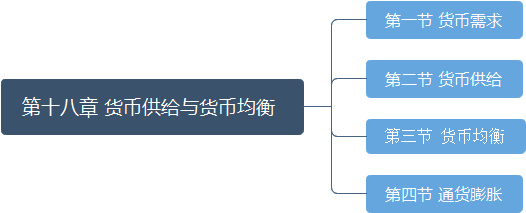 第十八章 货币供给与货币均衡
第一节 货币需求
第二节 货币供给
第三节 货币均衡
第四节 通货膨胀